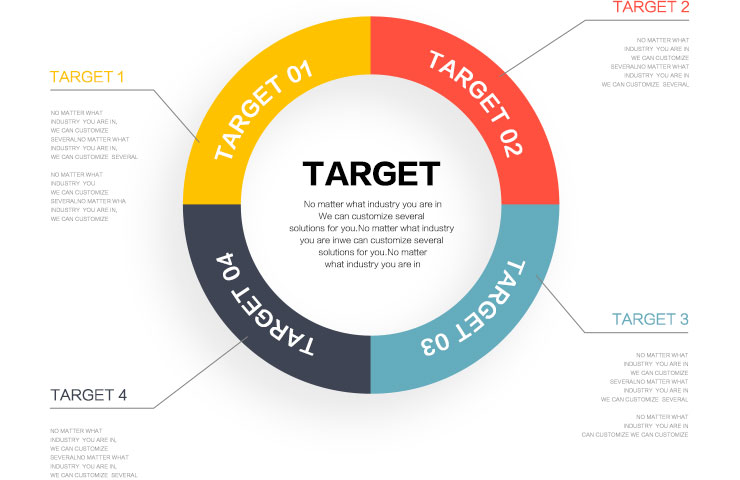 TARGET 1
NO MATTER WHAT
INDUSTRY YOU ARE IN,
WE CAN CUSTOMIZE
SEVERALNO MATTER WHAT
INDUSTRY YOU ARE IN,
WE CAN CUSTOMIZE SEVERAL
NO MATTER WHAT
INDUSTRY YOU
WE CAN CUSTOMIZE
SEVERALNO MATTER WHA
INDUSTRY YOU ARE IN,
WE CAN CUSTOMIZE
TARGET 2
NO MATTER WHAT
INDUSTRY YOU ARE IN
WE CAN CUSTOMIZE
SEVERALNO MATTER WHAT
INDUSTRY YOU ARE IN
WE CAN CUSTOMIZE SEVERAL
TARGET 01
TARGET 02
TARGET 03
TARGET 04
TARGET
No matter what industry you are in
We can customize several
solutions for you.No matter what industry
you are inwe can customize several
solutions for you.No matter
what industry you are in
TARGET 3
NO MATTER WHAT
INDUSTRY YOU ARE IN
WE CAN CUSTOMIZE
SEVERALNO MATTER WHAT
INDUSTRY YOU ARE IN
WE CAN CUSTOMIZE SEVERAL
NO MATTER WHAT
INDUSTRY YOU ARE IN
CAN CUSTOMIZE WE CAN CUSTOMIZE
TARGET 4
NO MATTER WHAT
INDUSTRY YOU ARE IN,
WE CAN CUSTOMIZE
SEVERALNO MATTER WHAT
INDUSTRY YOU ARE IN,
WE CAN CUSTOMIZE SEVERAL